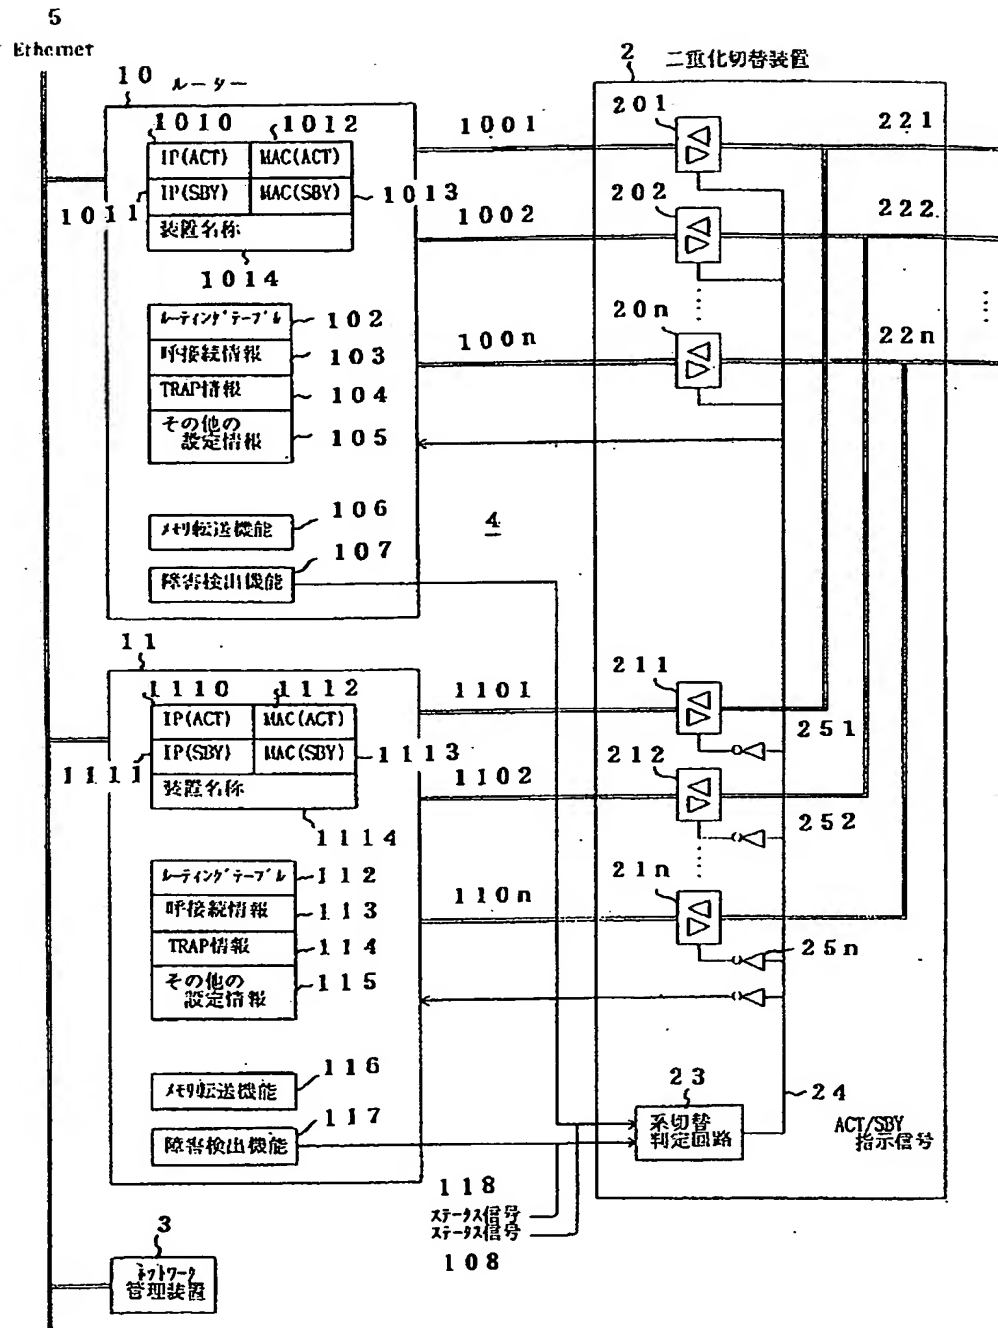 5
Ethernet
10 ルーター
1010 1012
IP(ACT) MAC(ACT)
IP(SBY) MAC(SBY)
1011 1013
装置名称
1014
ルーティングテーブル 102
呼接続情報 103
TRAP情報 104
その他の
設定情報 105
メモリ転送機能 106
障害検出機能 107
1001
1002
100n
4
2 二重化切替装置
201
202
20n
221
222
22n
11
1110 1112
IP(ACT) MAC(ACT)
IP(SBY) MAC(SBY)
1111 1113
装置名称
1114
ルーティングテーブル 112
呼接続情報 113
TRAP情報 114
その他の
設定情報 115
メモリ転送機能 116
障害検出機能 117
1101
1102
110n
211
251
212
252
21n
25n
23
系切替
判定回路
24
ACT/SBY
指示信号
118
ステータス信号
ステータス信号
108
3
ネットワーク
管理装置